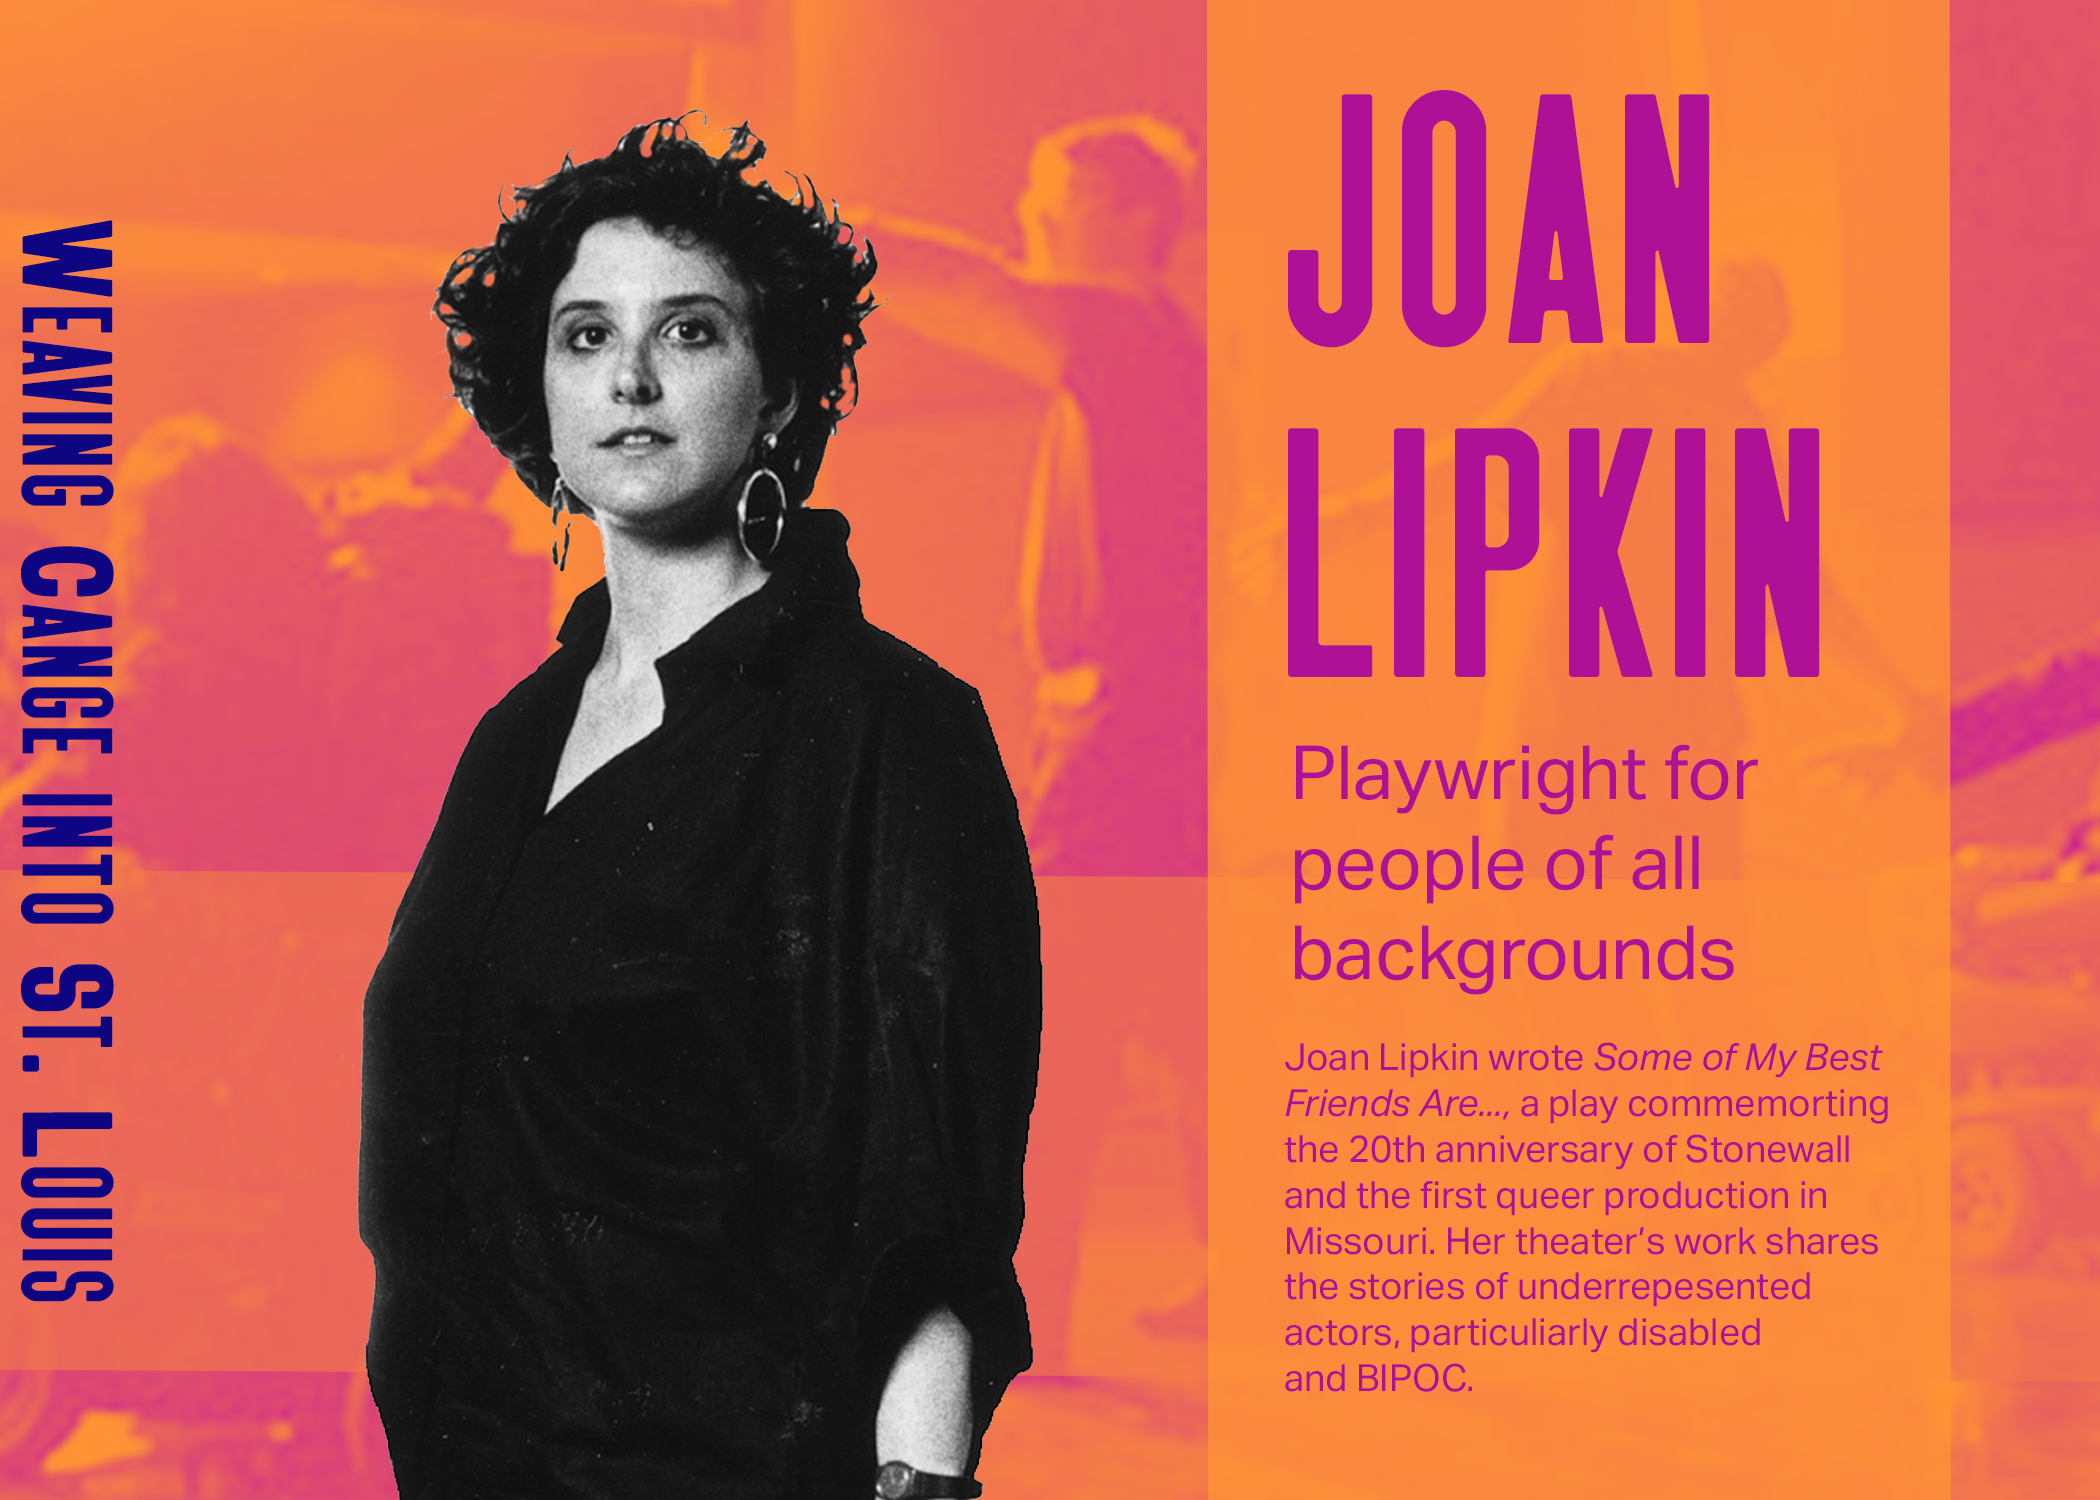 WEAVING CANGE INTO ST. LOUIS
JOAN
LIPKIN
Playwright for
people of all
backgrounds
Joan Lipkin wrote Some of My Best
Friends Are..., a play commemorting
the 20th anniversary of Stonewall
and the first queer production in
Missouri. Her theater’s work shares
the stories of underrepesented
actors, particuliarly disabled
and BIPOC.